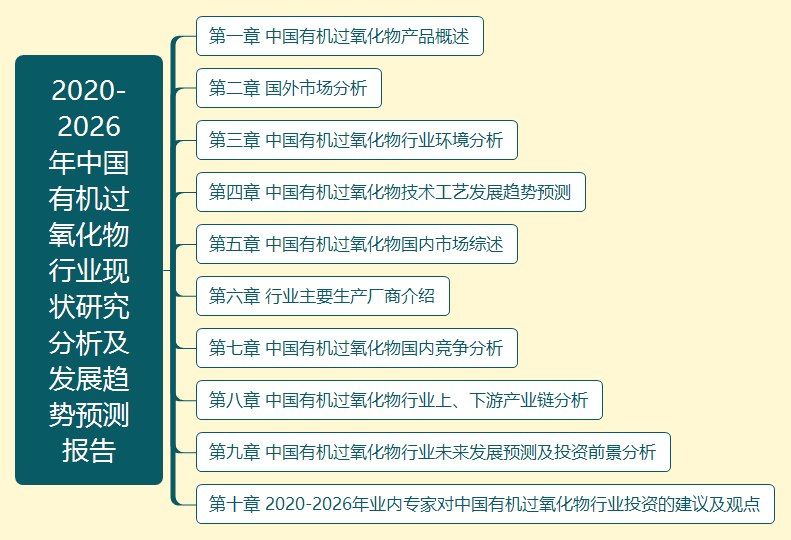 2020-
2026
年中国
有机过
氧化物
行业现
状研究
分析及
发展趋
势预测
报告
第一章 中国有机过氧化物产品概述
第二章 国外市场分析
第三章 中国有机过氧化物行业环境分析
第四章 中国有机过氧化物技术工艺发展趋势预测
第五章 中国有机过氧化物国内市场综述
第六章 行业主要生产厂商介绍
第七章 中国有机过氧化物国内竞争分析
第八章 中国有机过氧化物行业上、下游产业链分析
第九章 中国有机过氧化物行业未来发展预测及投资前景分析
第十章 2020-2026年业内专家对中国有机过氧化物行业投资的建议及观点